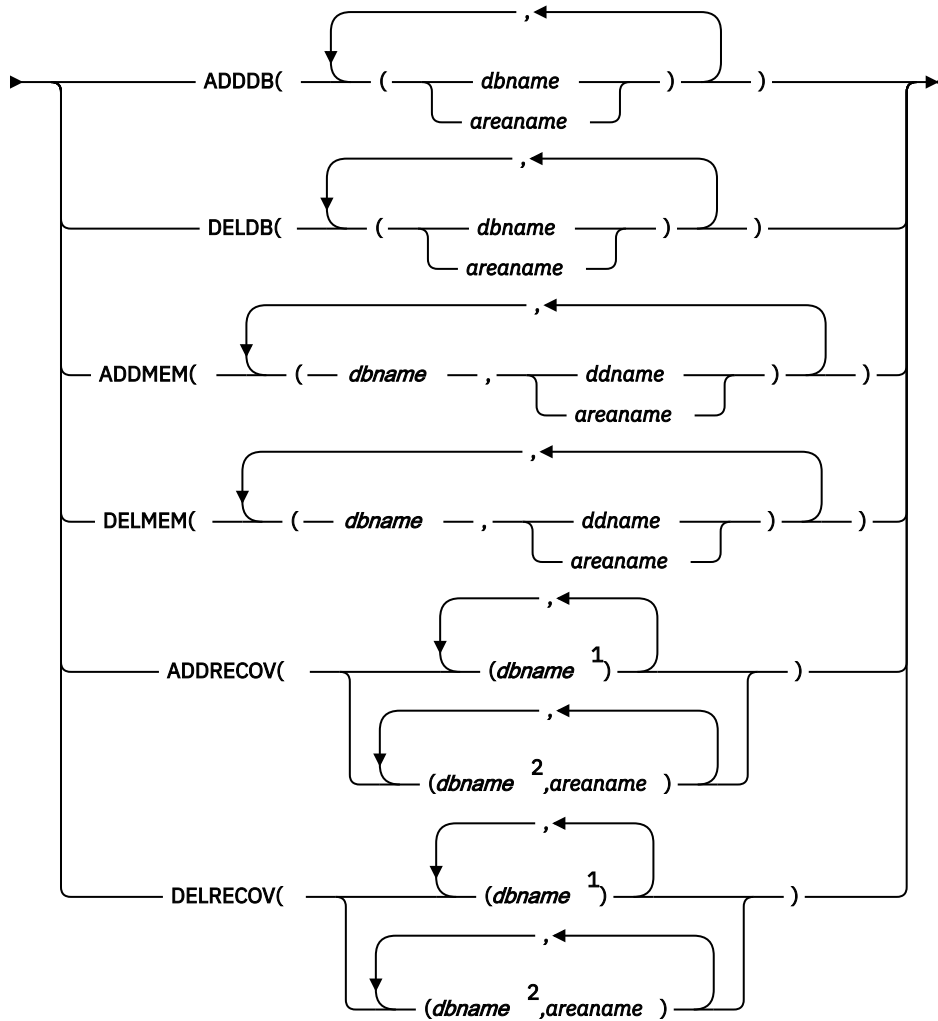 ,
ADDDB( ( dbname ) )
areaname
,
DELDB( ( dbname ) )
areaname
,
ADDMEM( ( dbname , ddname ) )
areaname
,
DELMEM( ( dbname , ddname ) )
areaname
,
ADDRECOV( (dbname 1) )
,
(dbname 2,areaname )
,
DELRECOV( (dbname 1) )
,
(dbname 2,areaname )